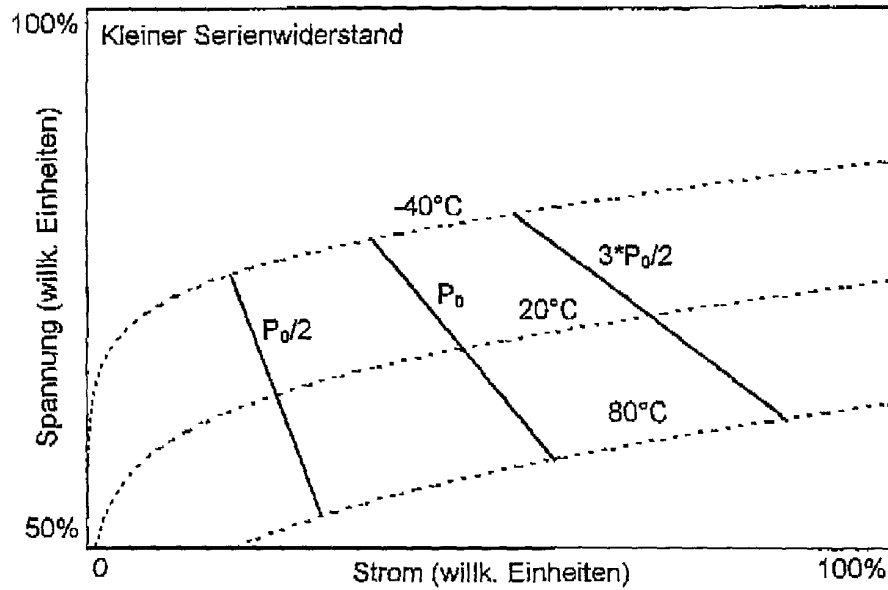 100%
Kleiner Serienwiderstand
Spannung (willk. Einheiten)
-40°C
3*P₀/2
P₀
20°C
P₀/2
80°C
50%
0
Strom (willk. Einheiten)
100%